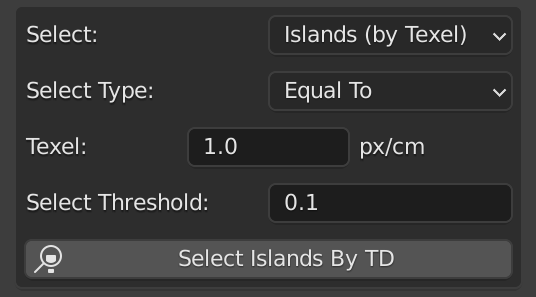 Select: Islands (by Texel)
Select Type: Equal To
Texel: 1.0 px/cm
Select Threshold: 0.1
Select Islands By TD